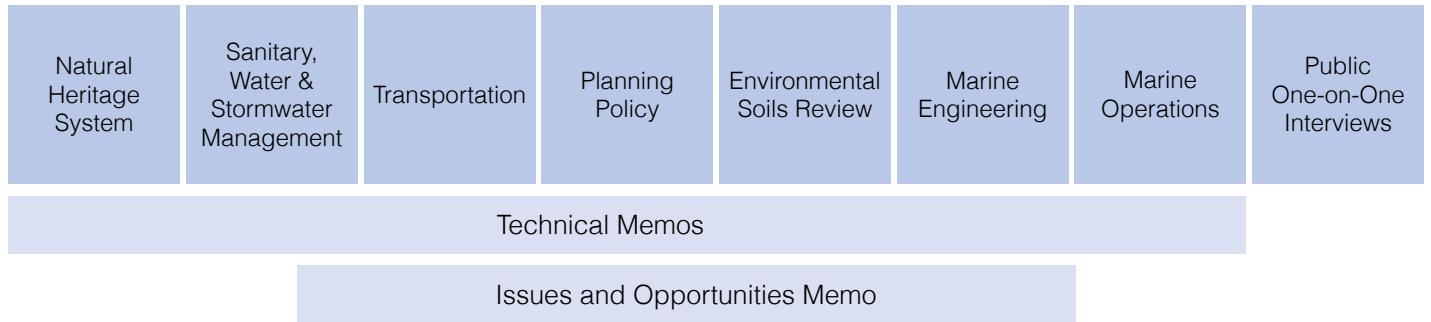 Natural
Heritage
System
Sanitary,
Water &
Stormwater
Management
Transportation
Planning
Policy
Environmental
Soils Review
Marine
Engineering
Marine
Operations
Public
One-on-One
Interviews
Technical Memos
Issues and Opportunities Memo